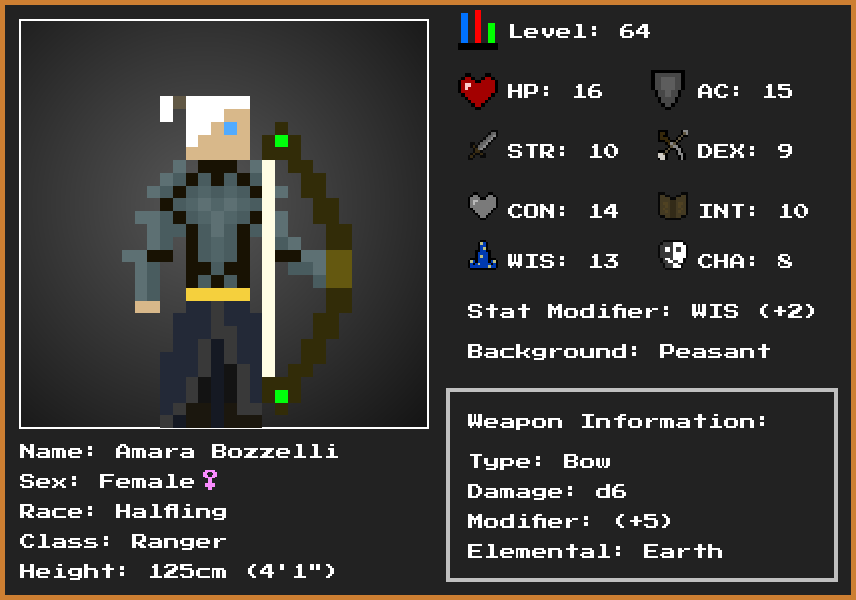 Level: 64
HP: 16
AC: 15
STR: 10
DEX: 9
CON: 14
INT: 10
WIS: 13
CHA: 8
Stat Modifier: WIS (+2)
Background: Peasant
Weapon Information:
Type: Bow
Damage: d6
Modifier: (+5)
Elemental: Earth
Name: Amara Bozzelli
Sex: Female♀
Race: Halfling
Class: Ranger
Height: 125cm (4'1")